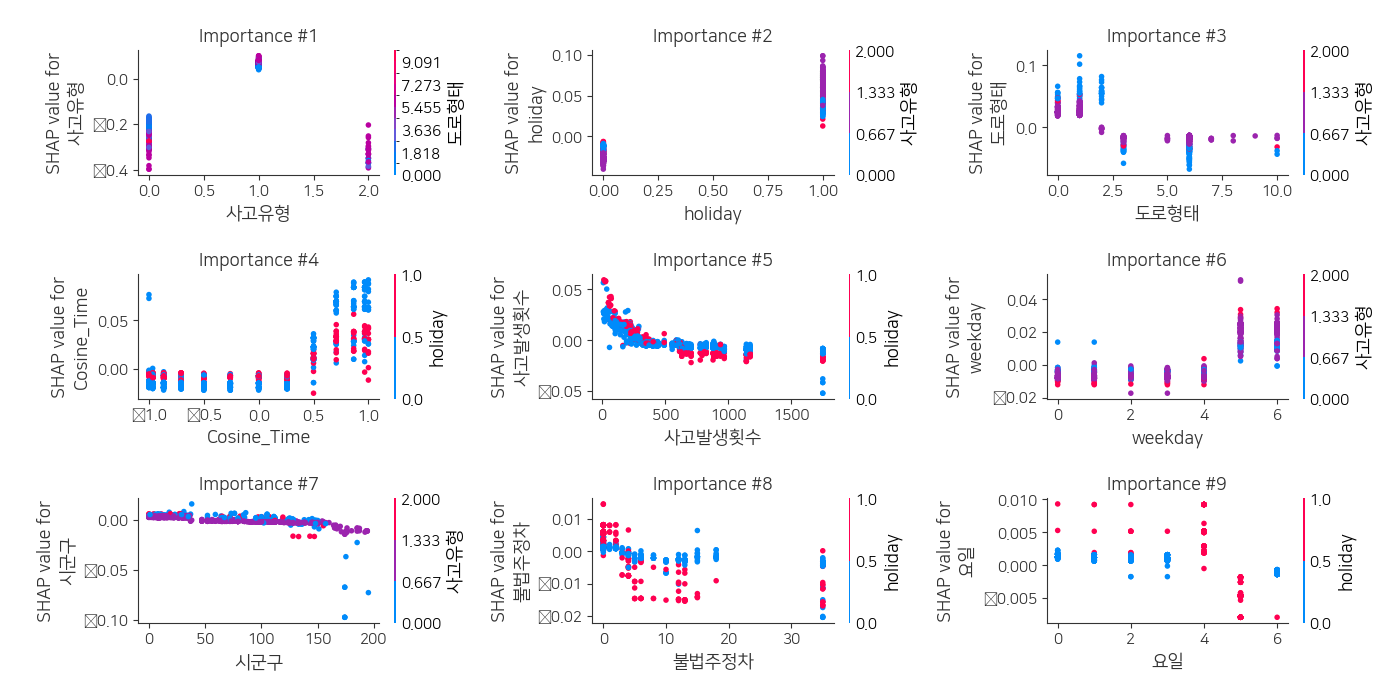 Importance #1
SHAP value for
사고유형
0.0
0.2
0.4
0.0
0.5
1.0
1.5
2.0
사고유형
9.091
7.273
5.455
3.636
1.818
0.000
도로형태
Importance #2
SHAP value for
holiday
0.10
0.05
0.00
0.00
0.25
0.50
0.75
1.00
holiday
2.000
1.333
0.667
0.000
사고유형
Importance #3
SHAP value for
도로형태
0.1
0.0
0.0
2.5
5.0
7.5
10.0
도로형태
2.000
1.333
0.667
0.000
사고유형
Importance #4
SHAP value for
Cosine_Time
0.05
0.00
1.0
0.5
0.0
0.5
1.0
Cosine_Time
1.0
0.5
0.0
holiday
Importance #5
SHAP value for
사고발생횟수
0.05
0.00
0.05
0
500
1000
1500
사고발생횟수
1.0
0.5
0.0
holiday
Importance #6
SHAP value for
weekday
0.04
0.02
0.00
0.02
0
2
4
6
weekday
2.000
1.333
0.667
0.000
사고유형
Importance #7
SHAP value for
시군구
0.00
0.05
0.10
0
50
100
150
200
시군구
2.000
1.333
0.667
0.000
사고유형
Importance #8
SHAP value for
불법주정차
0.01
0.00
0.01
0.02
0
10
20
30
불법주정차
1.0
0.5
0.0
holiday
Importance #9
SHAP value for
요일
0.010
0.005
0.000
0.005
0
2
4
6
요일
1.0
0.5
0.0
holiday